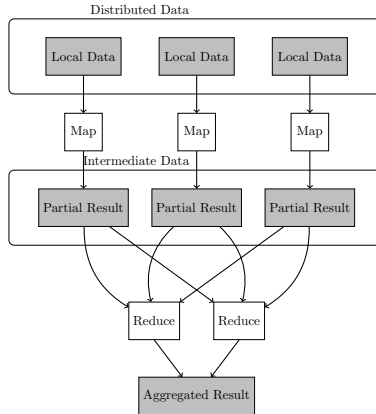 Distributed Data
Local Data Local Data Local Data
Map Map Map
Intermediate Data
Partial Result Partial Result Partial Result
Reduce Reduce
Aggregated Result